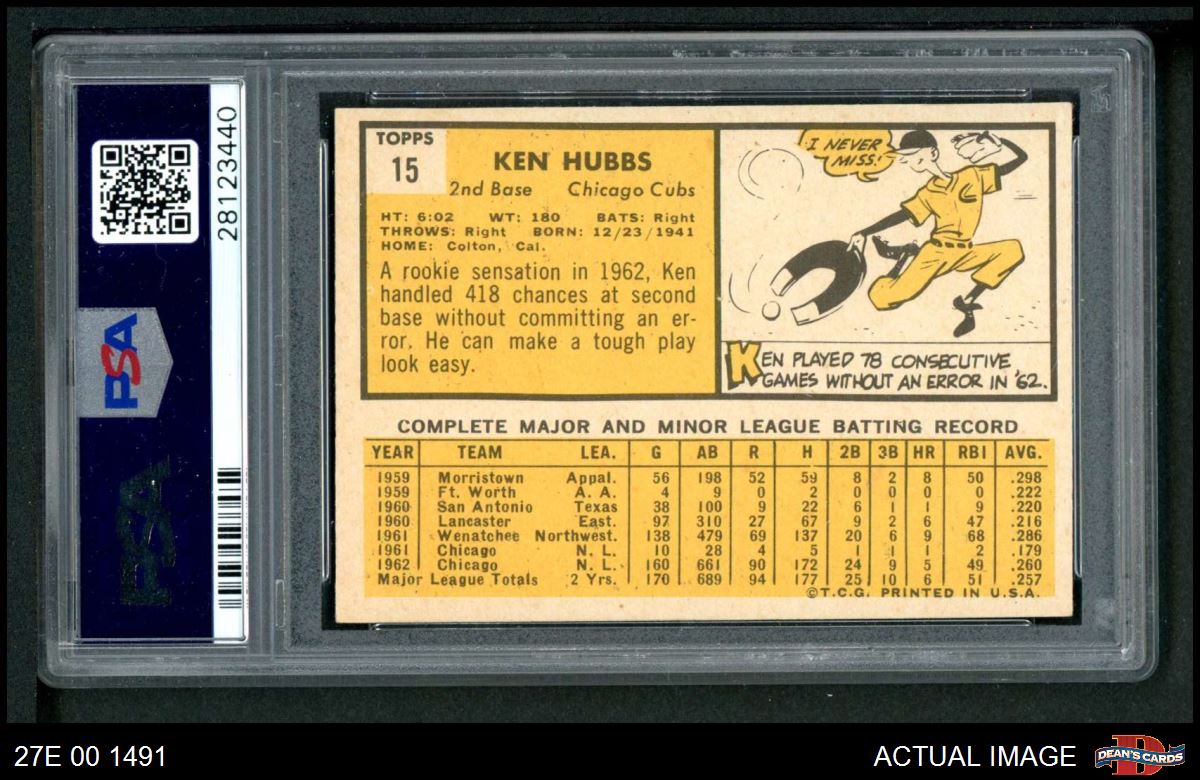 28123440
PSA
PSA
TOPPS
15
KEN HUBBS
2nd Base Chicago Cubs
HT: 6:02 WT: 180 BATS: Right
THROWS: Right BORN: 12/23/1941
HOME: Colton, Cal.
A rookie sensation in 1962, Ken
handled 418 chances at second
base without committing an er-
ror. He can make a tough play
look easy.
I NEVER
MISS!
KEN PLAYED 78 CONSECUTIVE
GAMES WITHOUT AN ERROR IN '62.
COMPLETE MAJOR AND MINOR LEAGUE BATTING RECORD
YEAR TEAM LEA. G AB R H 2B 3B HR RBI AVG.
1959 Morristown Appal. 56 198 52 59 8 2 8 50 .298
1959 Ft. Worth A. A. 4 9 0 2 0 0 0 0 .222
1960 San Antonio Texas 38 100 9 22 6 1 1 9 .220
1960 Lancaster East. 97 310 27 67 9 2 6 47 .216
1961 Wenatchee Northwest. 138 479 69 137 20 6 9 68 .286
1961 Chicago N. L. 10 28 4 5 1 1 1 2 .179
1962 Chicago N. L. 160 661 90 172 24 9 5 49 .260
Major League Totals 2 Yrs. 170 689 94 177 25 10 6 51 .257
©T.C.G. PRINTED IN U.S.A.
27E 00 1491
ACTUAL IMAGE
D
DEAN'S CARDS